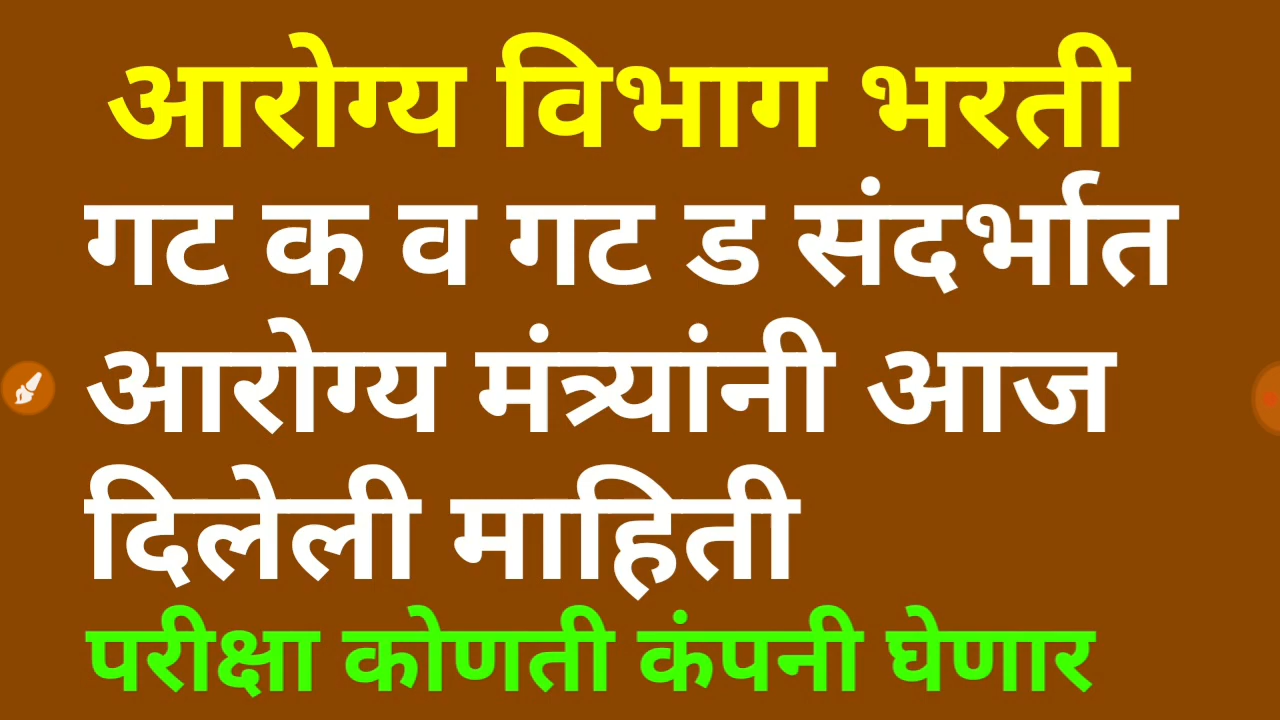 आरोग्य विभाग भरती
गट क व गट ड संदर्भात
आरोग्य मंत्र्यांनी आज
दिलेली माहिती
परीक्षा कोणती कंपनी घेणार